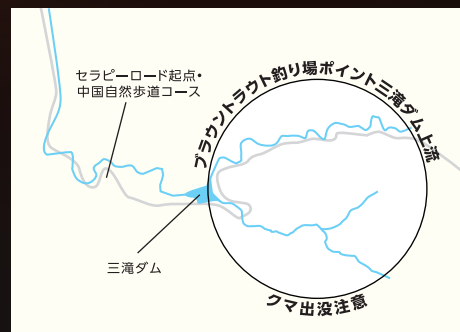 セラピーロード起点・
中国自然歩道コース
ブラウントラウト釣り場ポイント三滝ダム上流
三滝ダム
クマ出没注意